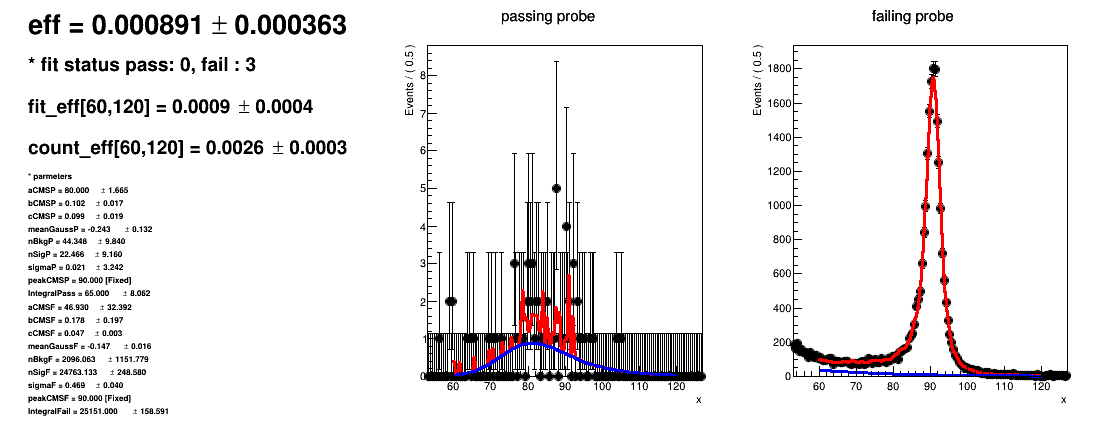 eff = 0.000891 ± 0.000363
* fit status pass: 0, fail : 3
fit_eff[60,120] = 0.0009 ± 0.0004
count_eff[60,120] = 0.0026 ± 0.0003
* parmeters
aCMSP = 80.000 ± 1.665
bCMSP = 0.102 ± 0.017
cCMSP = 0.099 ± 0.019
meanGaussP = -0.243 ± 0.132
nBkgP = 44.348 ± 9.840
nSigP = 22.466 ± 9.160
sigmaP = 0.021 ± 3.242
peakCMSP = 90.000 [Fixed]
IntegralPass = 65.000 ± 8.062
aCMSF = 46.930 ± 32.392
bCMSF = 0.178 ± 0.197
cCMSF = 0.047 ± 0.003
meanGaussF = -0.147 ± 0.016
nBkgF = 2096.063 ± 1151.779
nSigF = 24763.133 ± 248.580
sigmaF = 0.469 ± 0.040
peakCMSF = 90.000 [Fixed]
IntegralFail = 25151.000 ± 158.591
passing probe
Events / ( 0.5 )
8
7
6
5
4
3
2
1
0
60 70 80 90 100 110 120
x
failing probe
Events / ( 0.5 )
1800
1600
1400
1200
1000
800
600
400
200
0
60 70 80 90 100 110 120
x